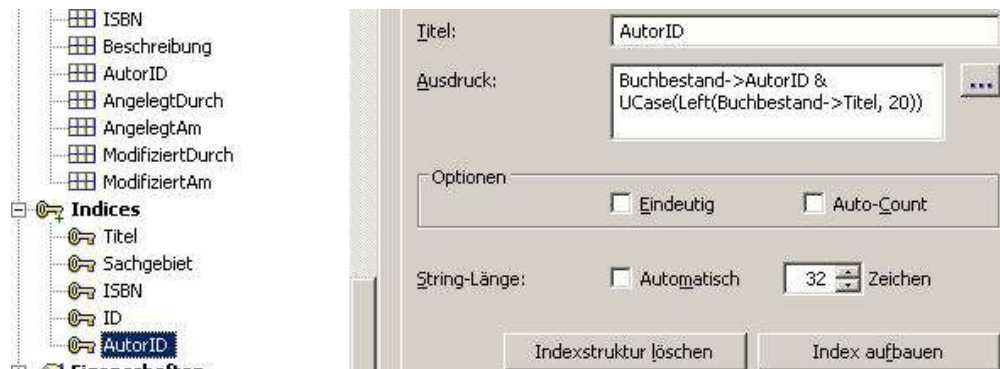 ISBN
Beschreibung
AutorID
AngelegtDurch
AngelegtAm
ModifiziertDurch
ModifiziertAm
Indices
Titel
Sachgebiet
ISBN
ID
AutorID
Eigenschaften
Titel: AutorID
Ausdruck: Buchbestand->AutorID &
UCase(Left(Buchbestand->Titel, 20))
...
Optionen
Eindeutig Auto-Count
String-Länge: Automatisch 32 Zeichen
Indexstruktur löschen Index aufbauen